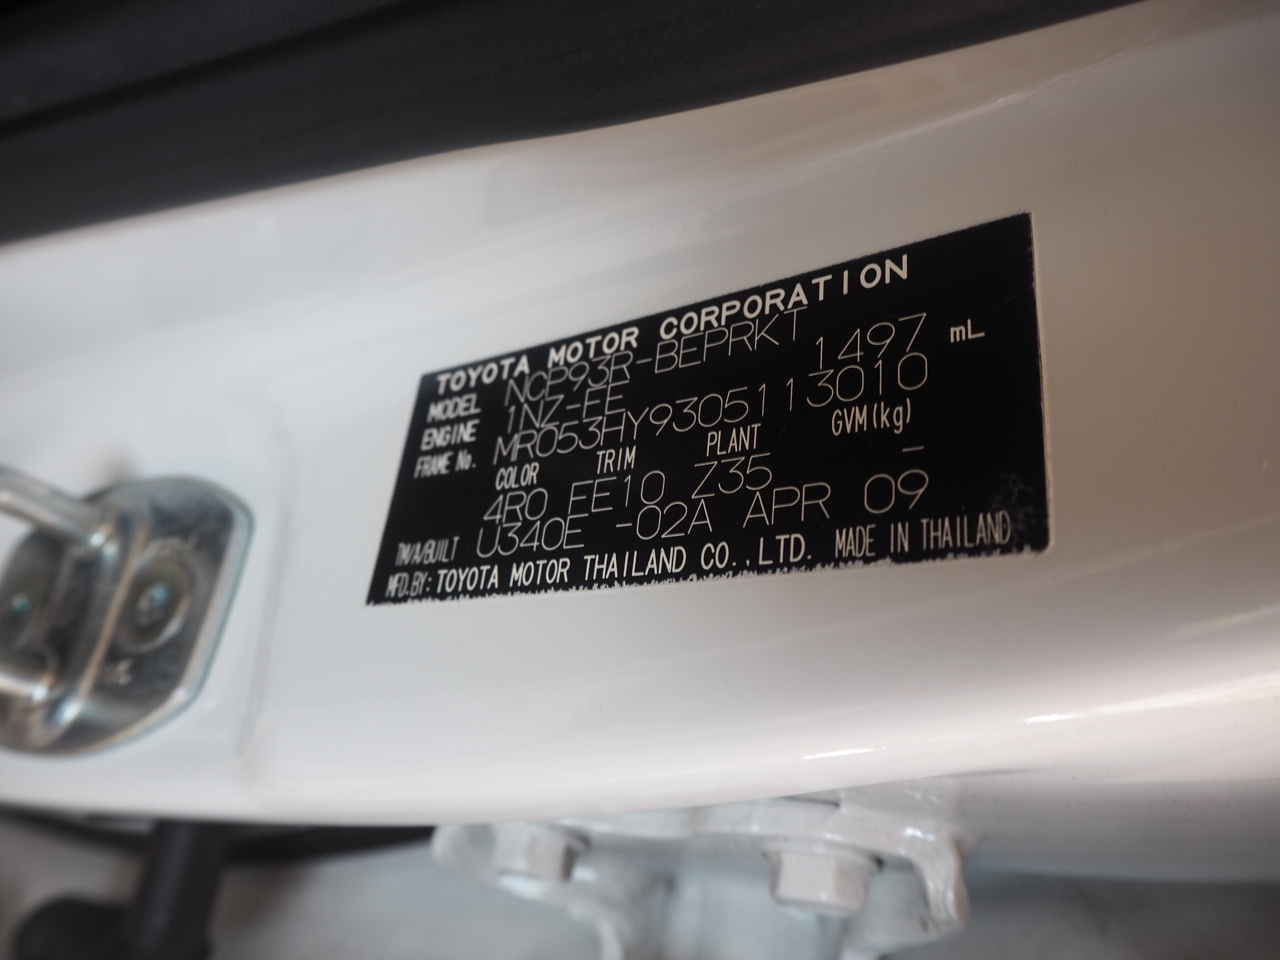 TOYOTA MOTOR CORPORATION
MODEL NCP93R-BEPRKT
ENGINE 1NZ-FE 1497 mL
FRAME No. MR053HY9305113010
COLOR TRIM PLANT GVM(kg)
4R0 FE10 Z35 -
TM/A/BUILT U340E -02A APR 09
MFD.BY:TOYOTA MOTOR THAILAND CO.,LTD. MADE IN THAILAND